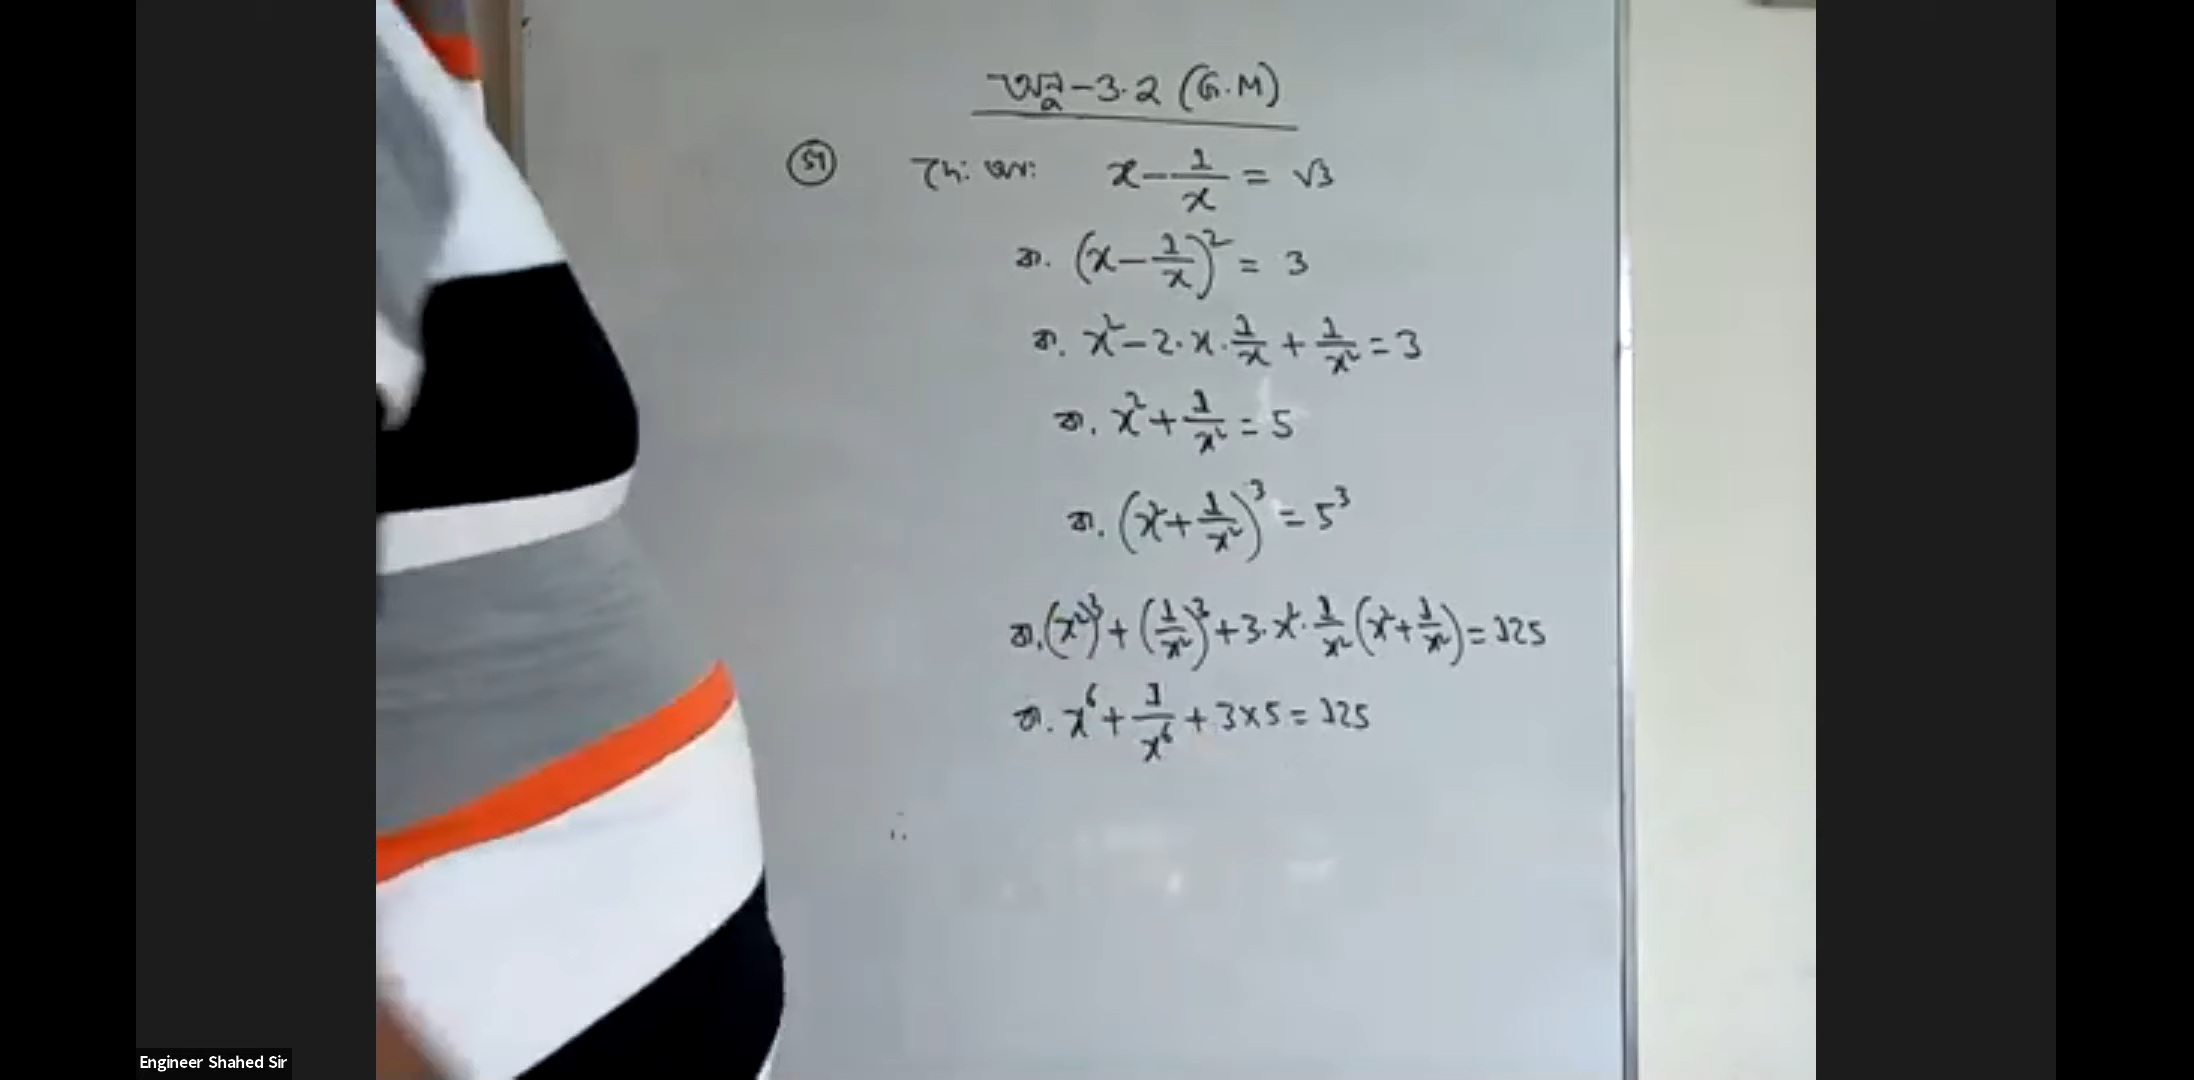 অনু-3.2 (G.M)
x - 1/x = √3
বা. (x - 1/x)² = 3
বা. x² - 2·x·1/x + 1/x² = 3
বা. x² + 1/x² = 5
বা. (x² + 1/x²)³ = 5³
বা. (x²)³ + (1/x²)³ + 3·x²·1/x² (x² + 1/x²) = 125
বা. x⁶ + 1/x⁶ + 3×5 = 125
∴
Engineer Shahed Sir